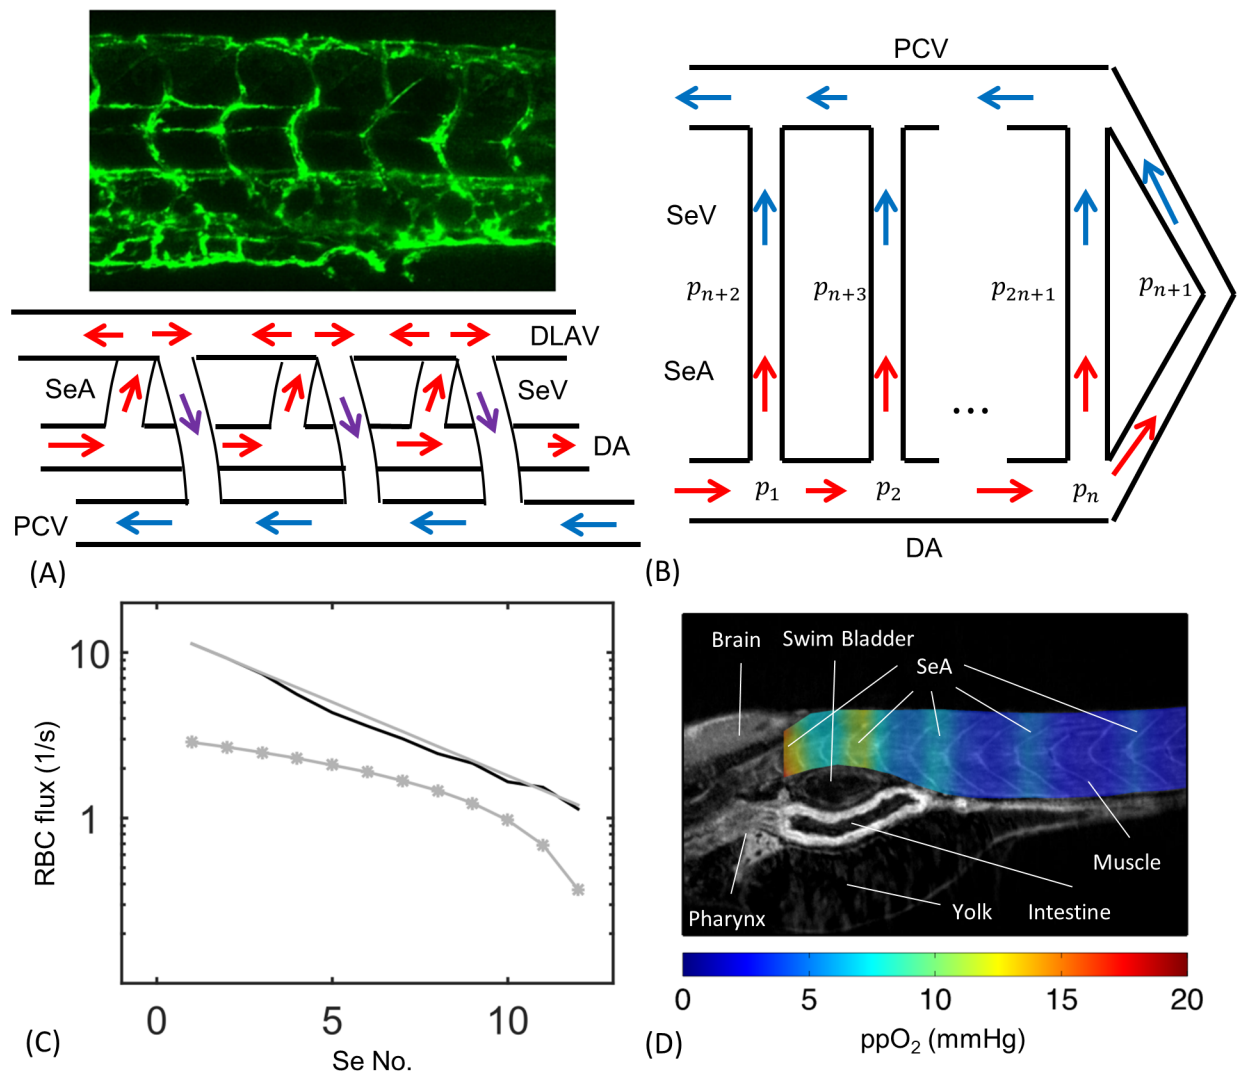 DLAV
SeA
SeV
DA
PCV
(A)
PCV
SeV
p_{n+2}
p_{n+3}
p_{2n+1}
p_{n+1}
SeA
...
p_1
p_2
p_n
DA
(B)
RBC flux (1/s)
10
1
0
5
10
Se No.
(C)
Brain
Swim Bladder
SeA
Muscle
Pharynx
Yolk
Intestine
0
5
10
15
20
ppO₂ (mmHg)
(D)